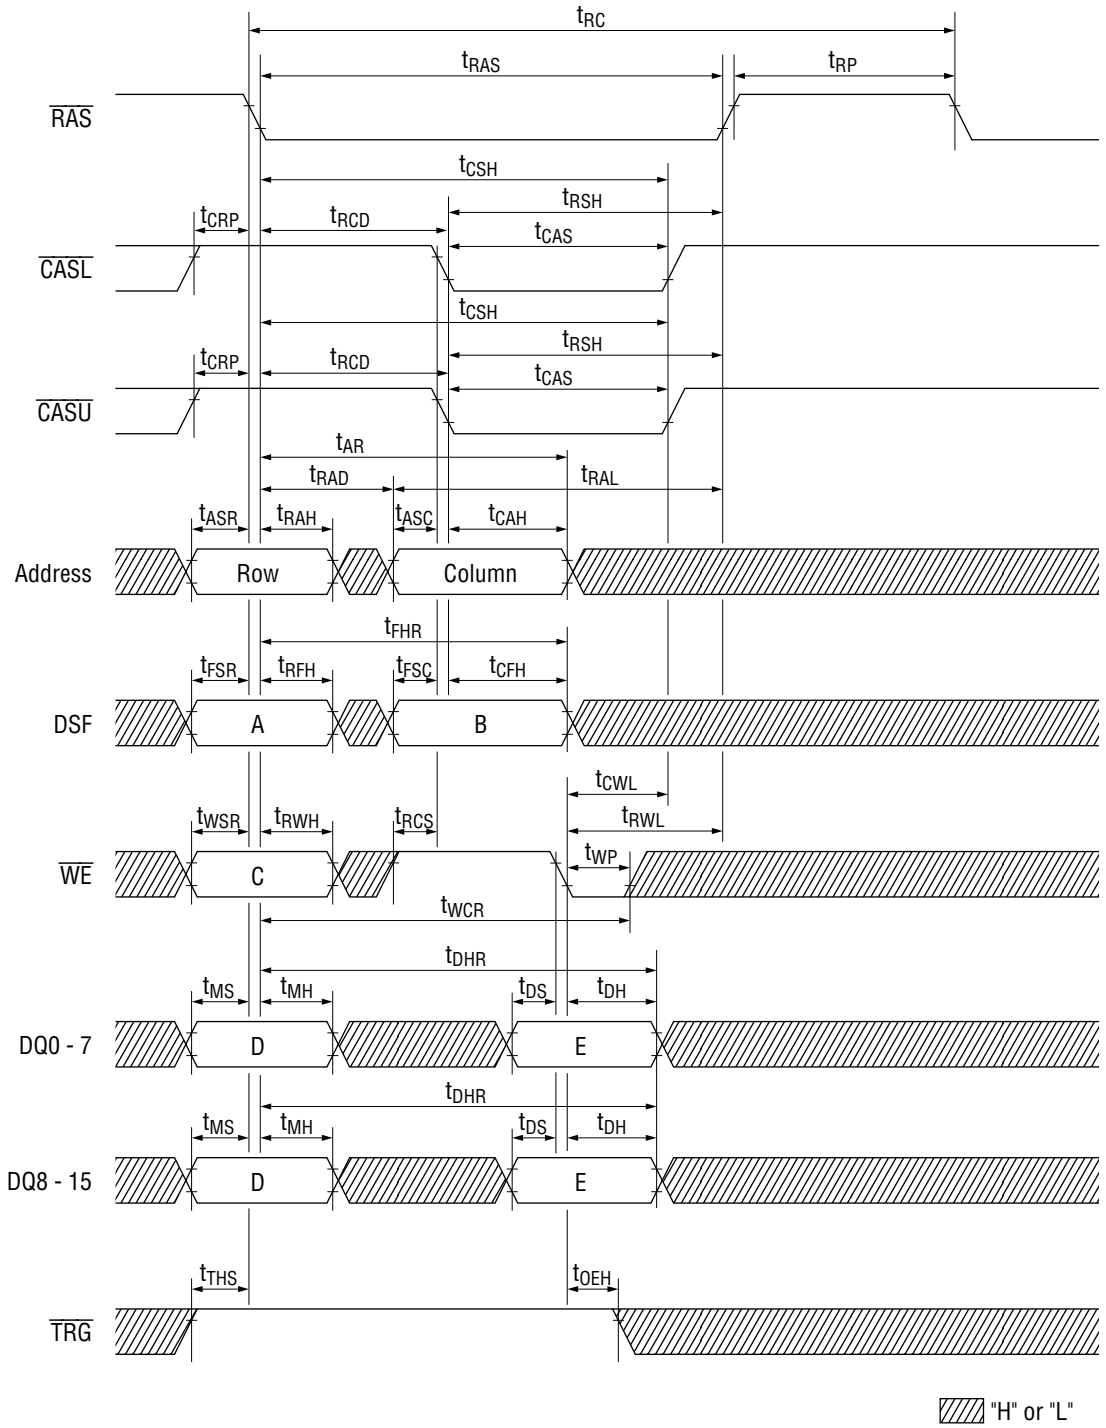 tRC
tRAS tRP
RAS
tCSH
tRSH
tCRP tRCD tCAS
CASL
tCSH
tRSH
tCRP tRCD tCAS
CASU
tAR
tRAD tRAL
tASR tRAH tASC tCAH
Address Row Column
tFHR
tFSR tRFH tFSC tCFH
DSF A B
tCWL
tWSR tRWH tRCS tRWL
tWP
WE C
tWCR
tDHR
tMS tMH tDS tDH
DQ0 - 7 D E
tDHR
tMS tMH tDS tDH
DQ8 - 15 D E
tTHS tOEH
TRG
"H" or "L"